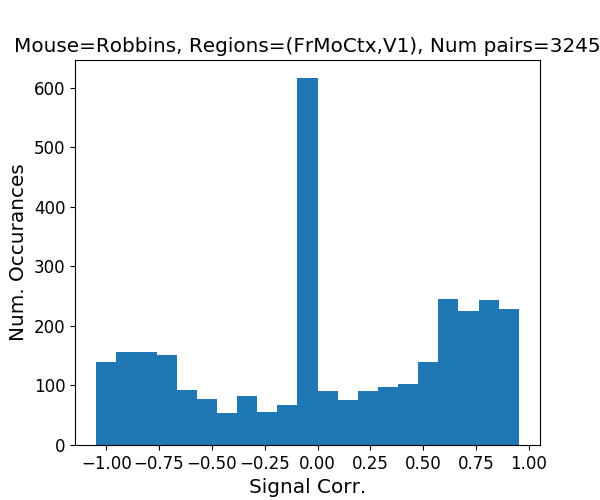 Mouse=Robbins, Regions=(FrMoCtx,V1), Num pairs=3245
600
500
400
300
200
100
0
Num. Occurances
−1.00 −0.75 −0.50 −0.25 0.00 0.25 0.50 0.75 1.00
Signal Corr.